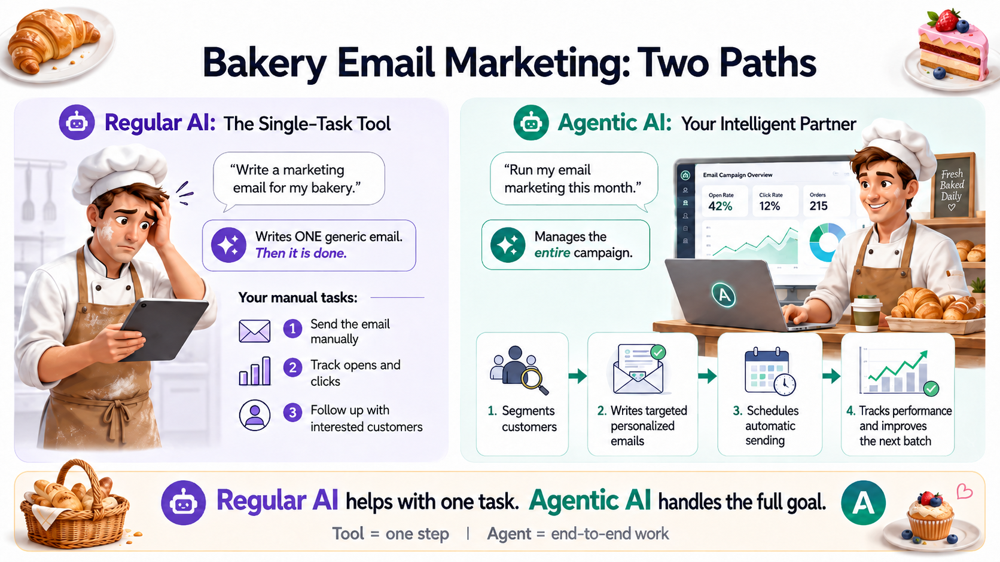 Bakery Email Marketing: Two Paths
Regular AI: The Single-Task Tool
“Write a marketing
email for my bakery.”
Writes ONE generic email.
Then it is done.
Your manual tasks:
1 Send the email
manually
2 Track opens and
clicks
3 Follow up with
interested customers
Agentic AI: Your Intelligent Partner
“Run my email
marketing this month.”
Manages the
entire campaign.
Email Campaign Overview
Open Rate
42%
Click Rate
12%
Orders
215
Fresh
Baked
Daily
A
1. Segments
customers
2. Writes targeted
personalized
emails
3. Schedules
automatic
sending
4. Tracks performance
and improves
the next batch
Regular AI helps with one task. Agentic AI handles the full goal.
A
Tool = one step | Agent = end-to-end work